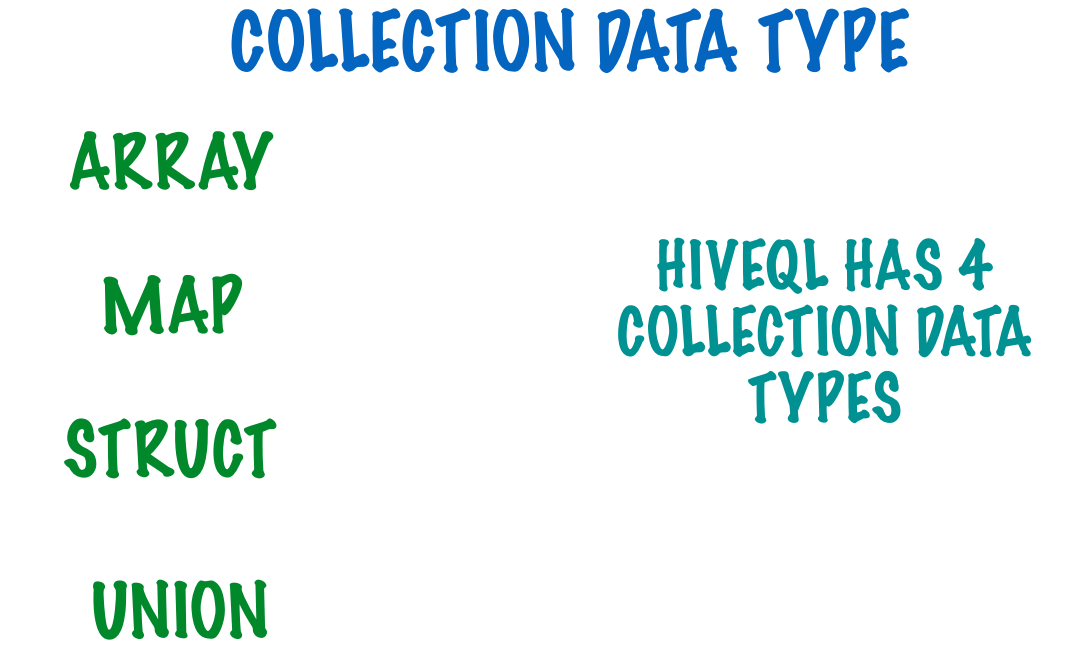 COLLECTION DATA TYPE
ARRAY
MAP
STRUCT
UNION
HIVEQL HAS 4
COLLECTION DATA
TYPES